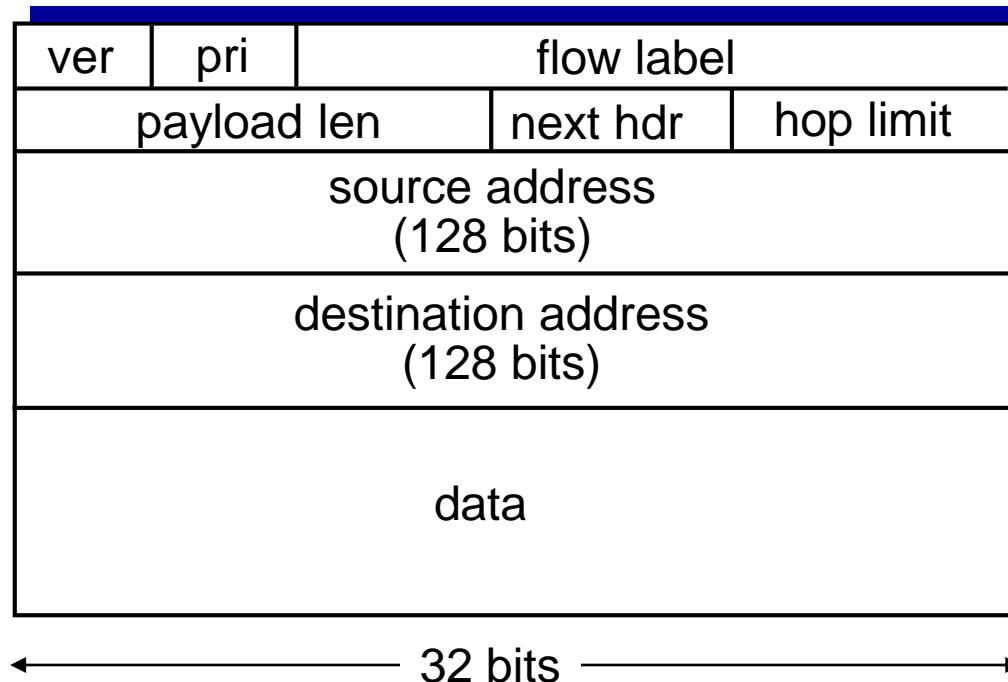 ver pri flow label
payload len next hdr hop limit
source address
(128 bits)
destination address
(128 bits)
data
32 bits